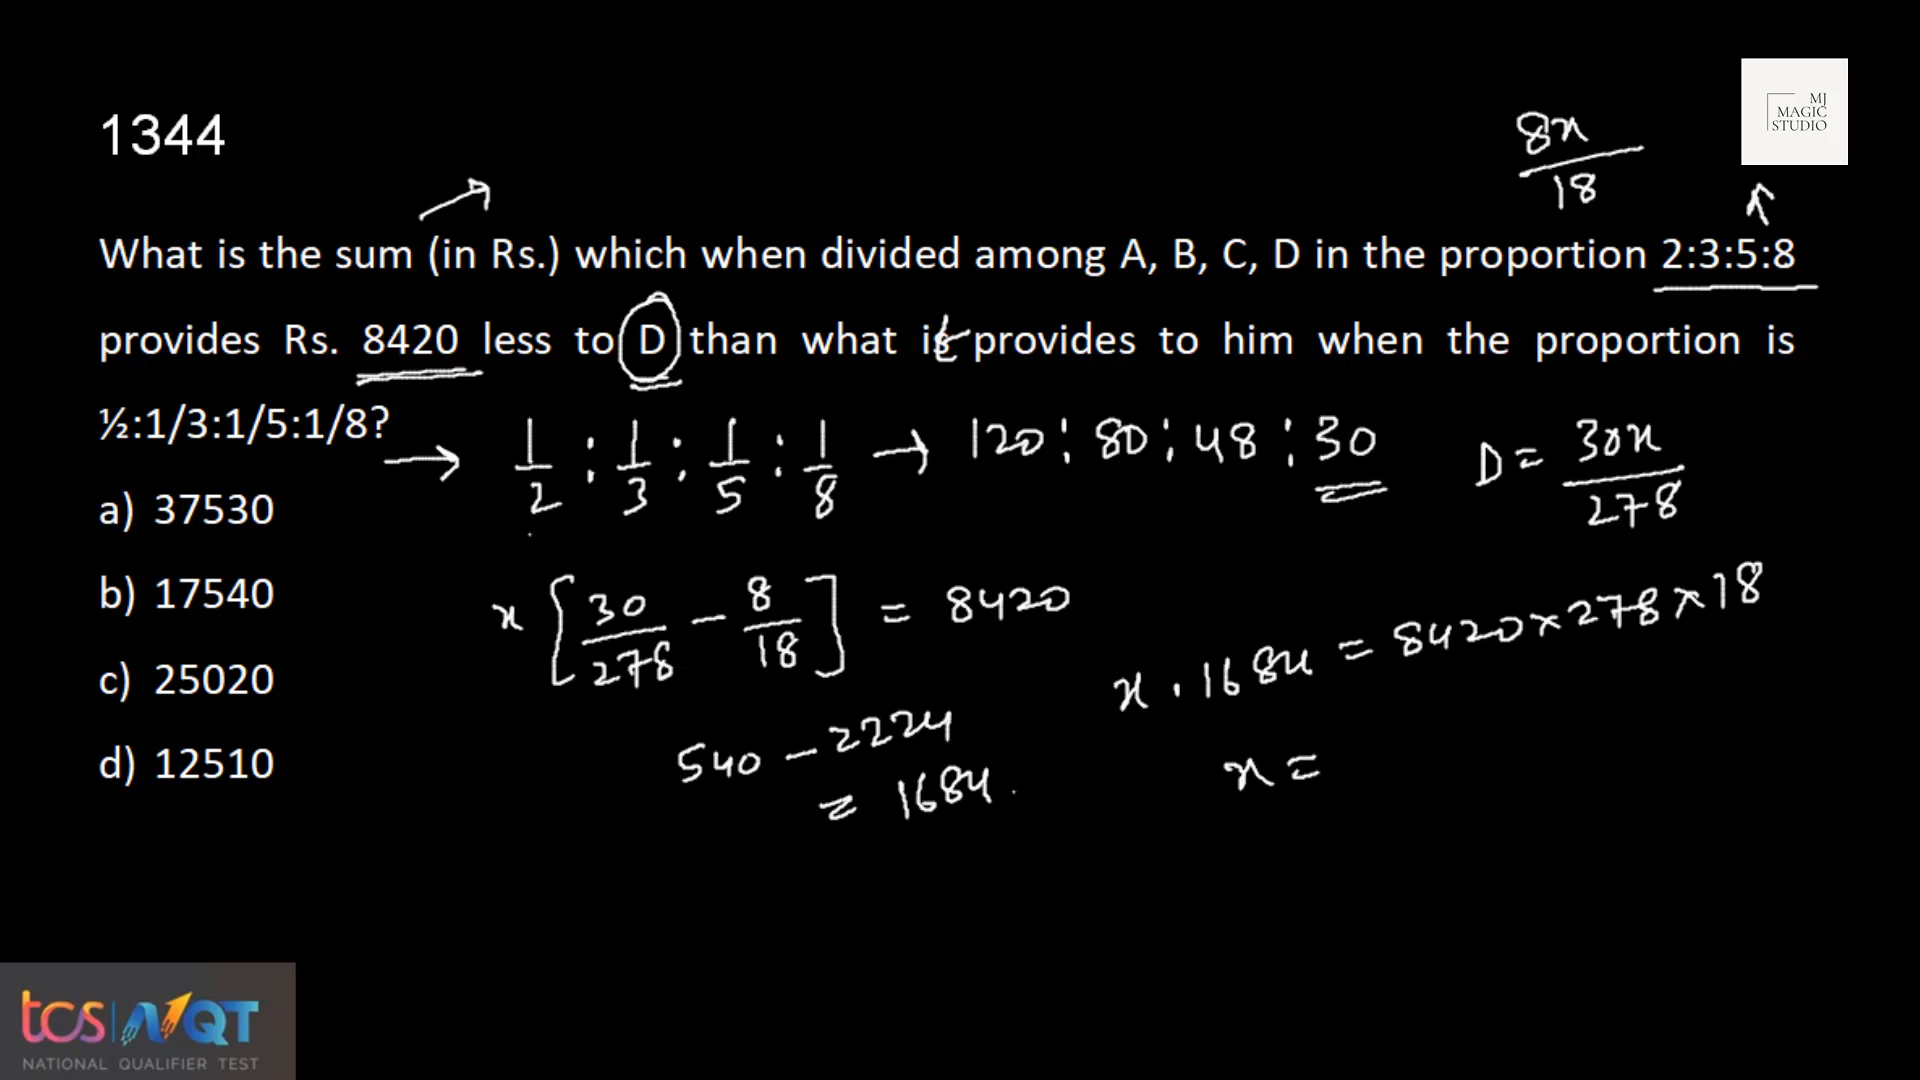 MJ
MAGIC
STUDIO
1344
8x
18
What is the sum (in Rs.) which when divided among A, B, C, D in the proportion 2:3:5:8
provides Rs. 8420 less to D than what is provides to him when the proportion is
½:1/3:1/5:1/8?
→ 1/2 : 1/3 : 1/5 : 1/8 → 120 : 80 : 48 : 30
D = 30x/278
a) 37530
b) 17540
c) 25020
d) 12510
x [30/278 - 8/18] = 8420
x . 1684 = 8420 × 278 × 18
540 - 2224
= 1684
x =
tcs NQT
NATIONAL QUALIFIER TEST